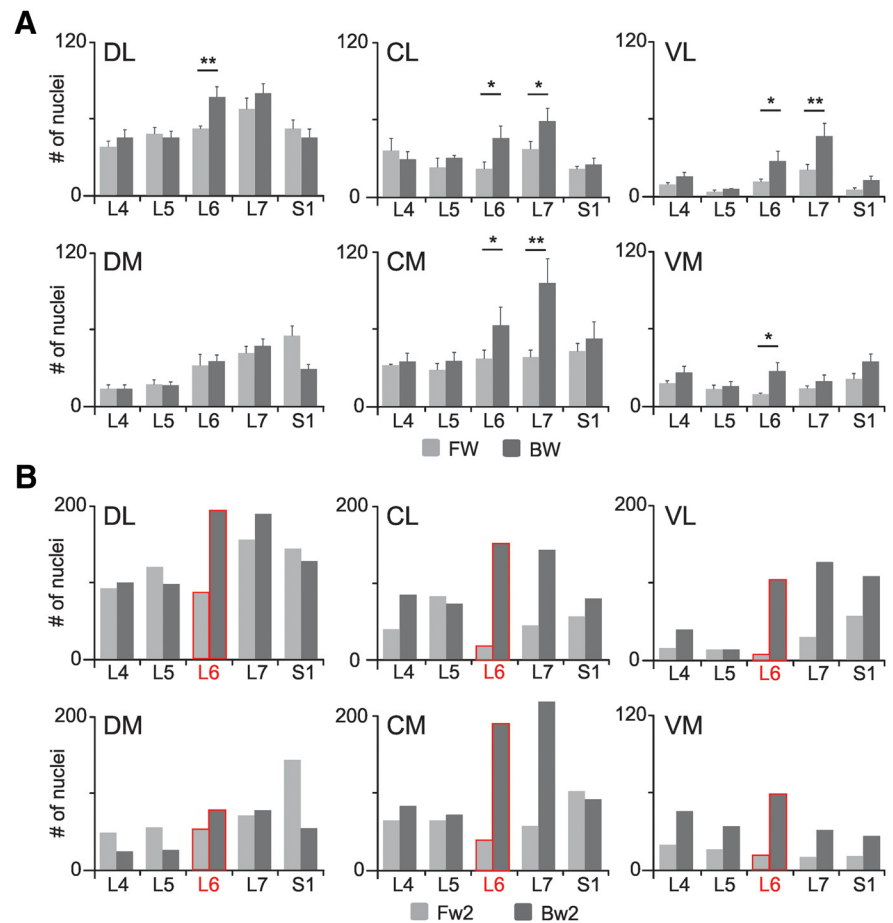 A
120 DL ** 120 CL * * 120 VL * **
# of nuclei
0 0 0
L4 L5 L6 L7 S1 L4 L5 L6 L7 S1 L4 L5 L6 L7 S1
120 DM 120 CM * ** 120 VM *
# of nuclei
0 0 0
L4 L5 L6 L7 S1 L4 L5 L6 L7 S1 L4 L5 L6 L7 S1
FW BW
B
200 DL 200 CL 200 VL
# of nuclei
0 0 0
L4 L5 L6 L7 S1 L4 L5 L6 L7 S1 L4 L5 L6 L7 S1
200 DM 200 CM 120 VM
# of nuclei
0 0 0
L4 L5 L6 L7 S1 L4 L5 L6 L7 S1 L4 L5 L6 L7 S1
Fw2 Bw2